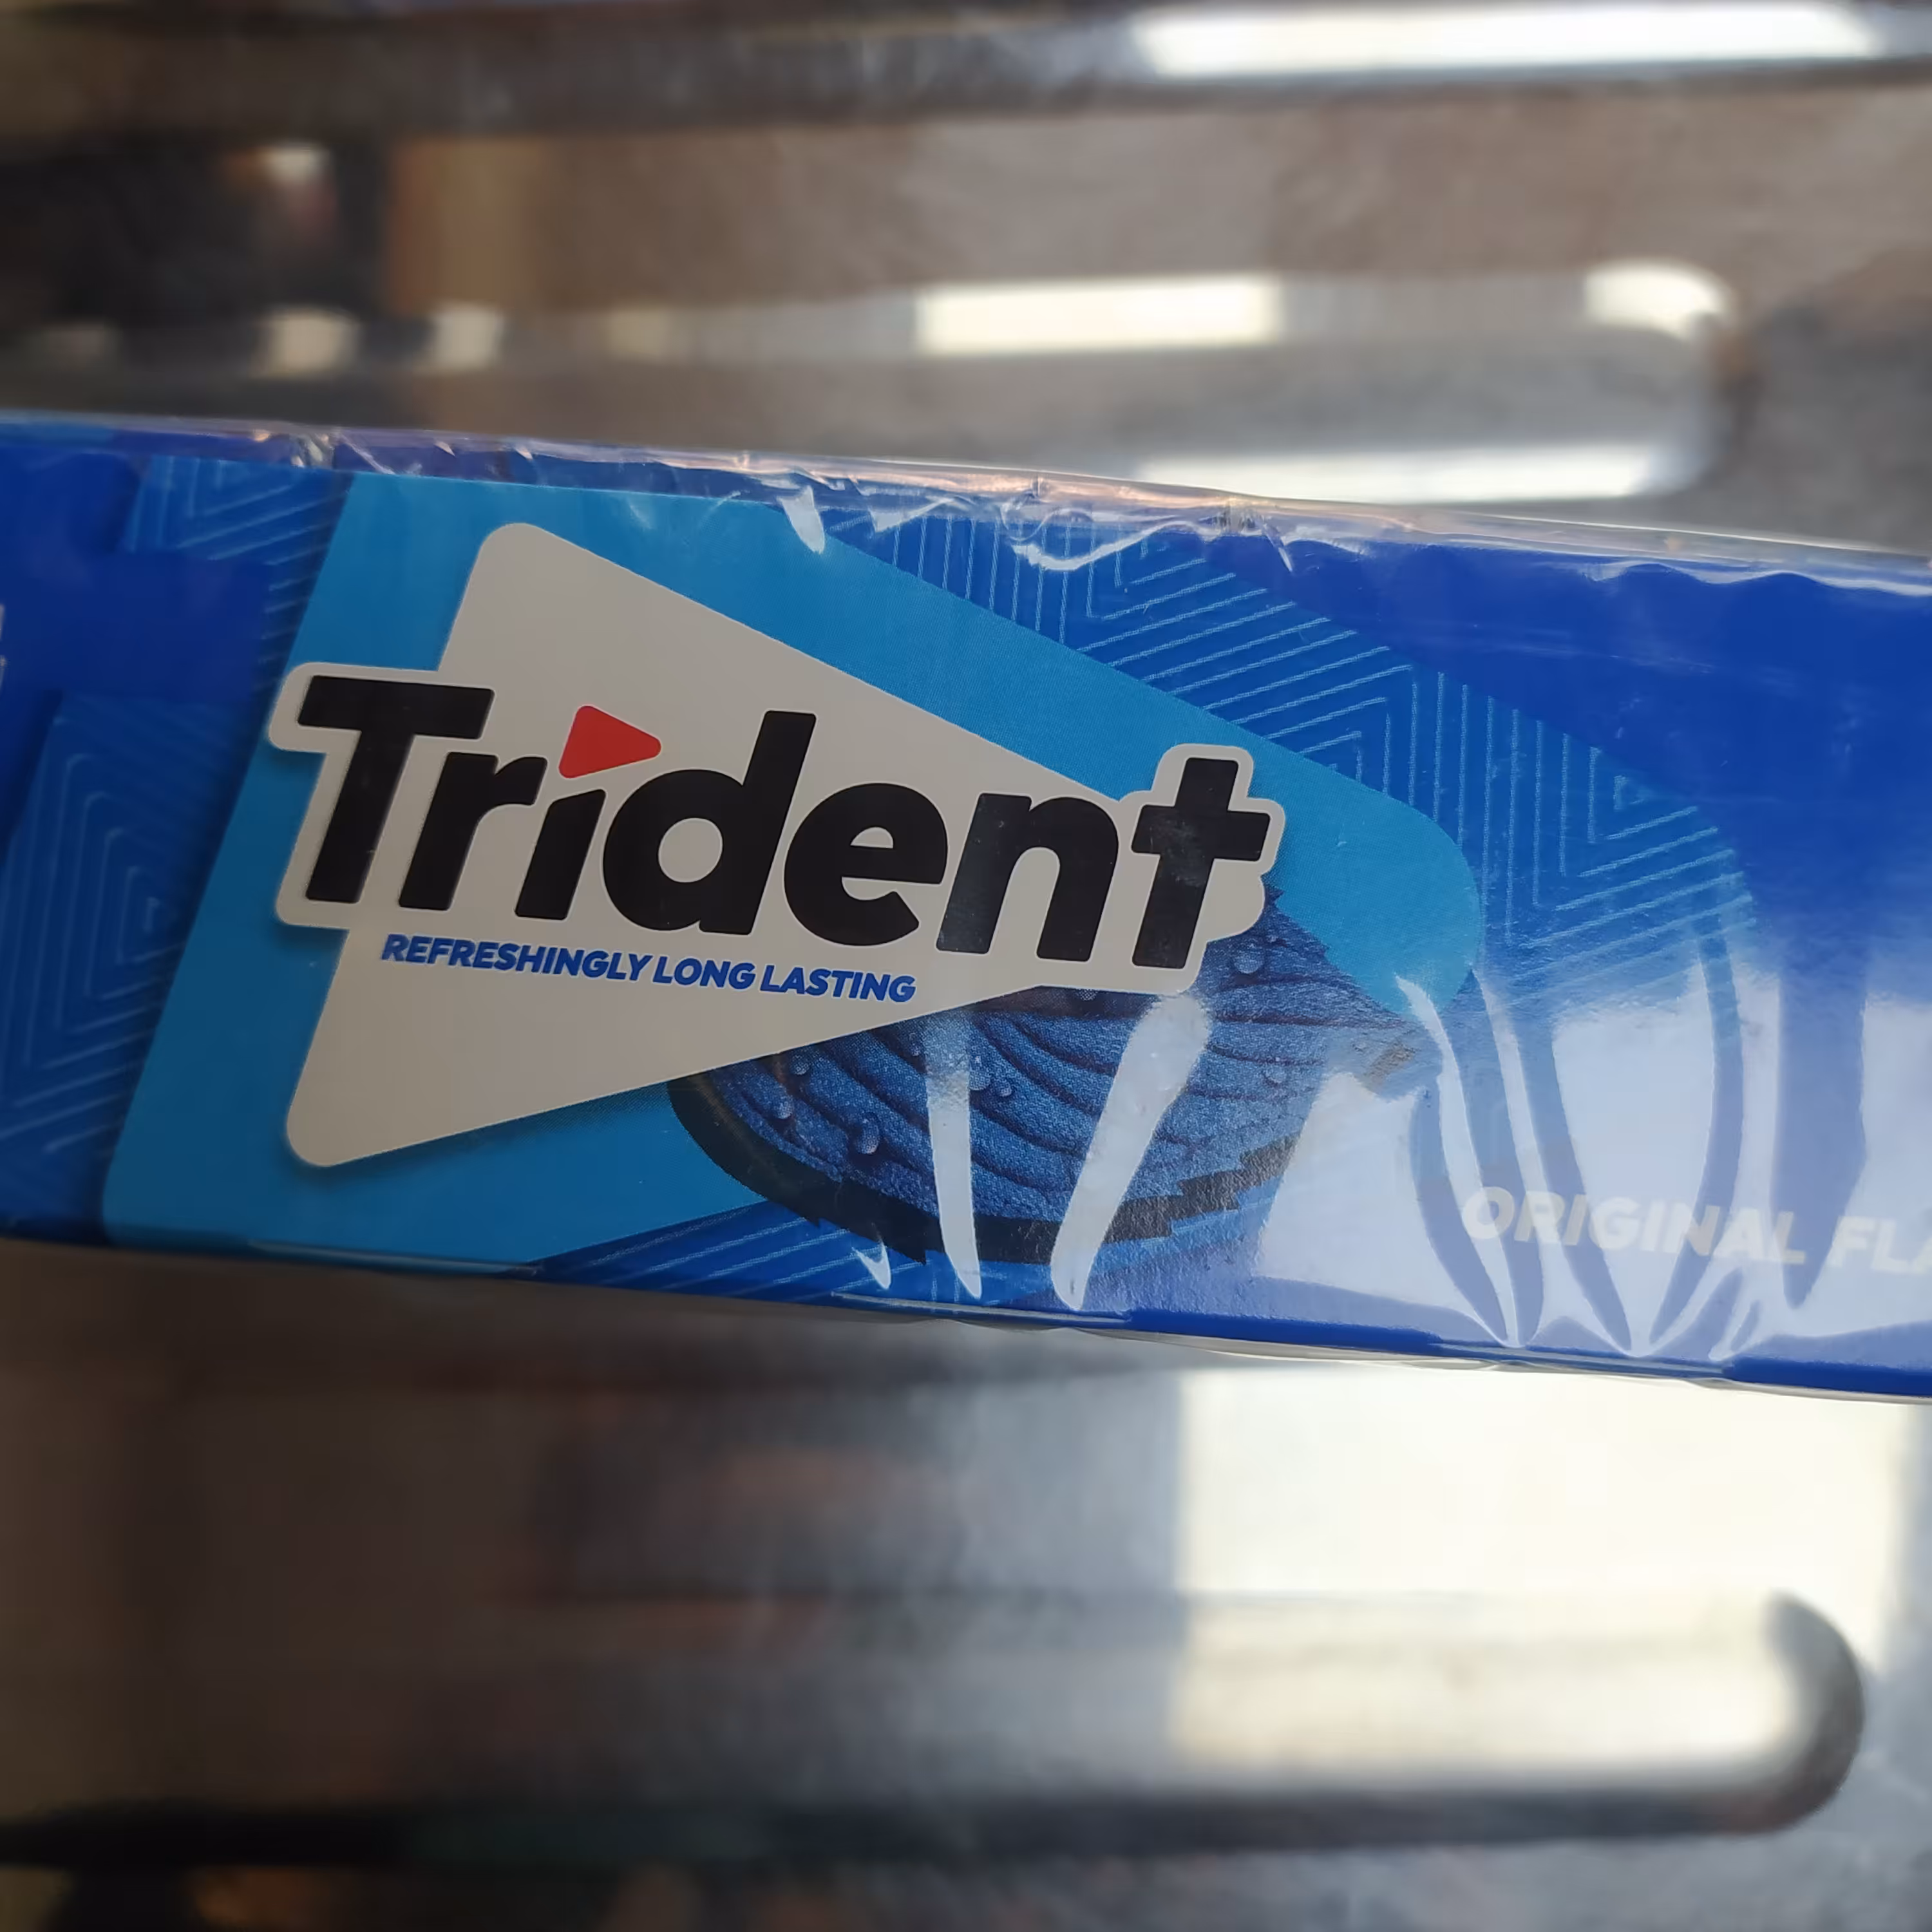 Trident
REFRESHINGLY LONG LASTING
ORIGINAL